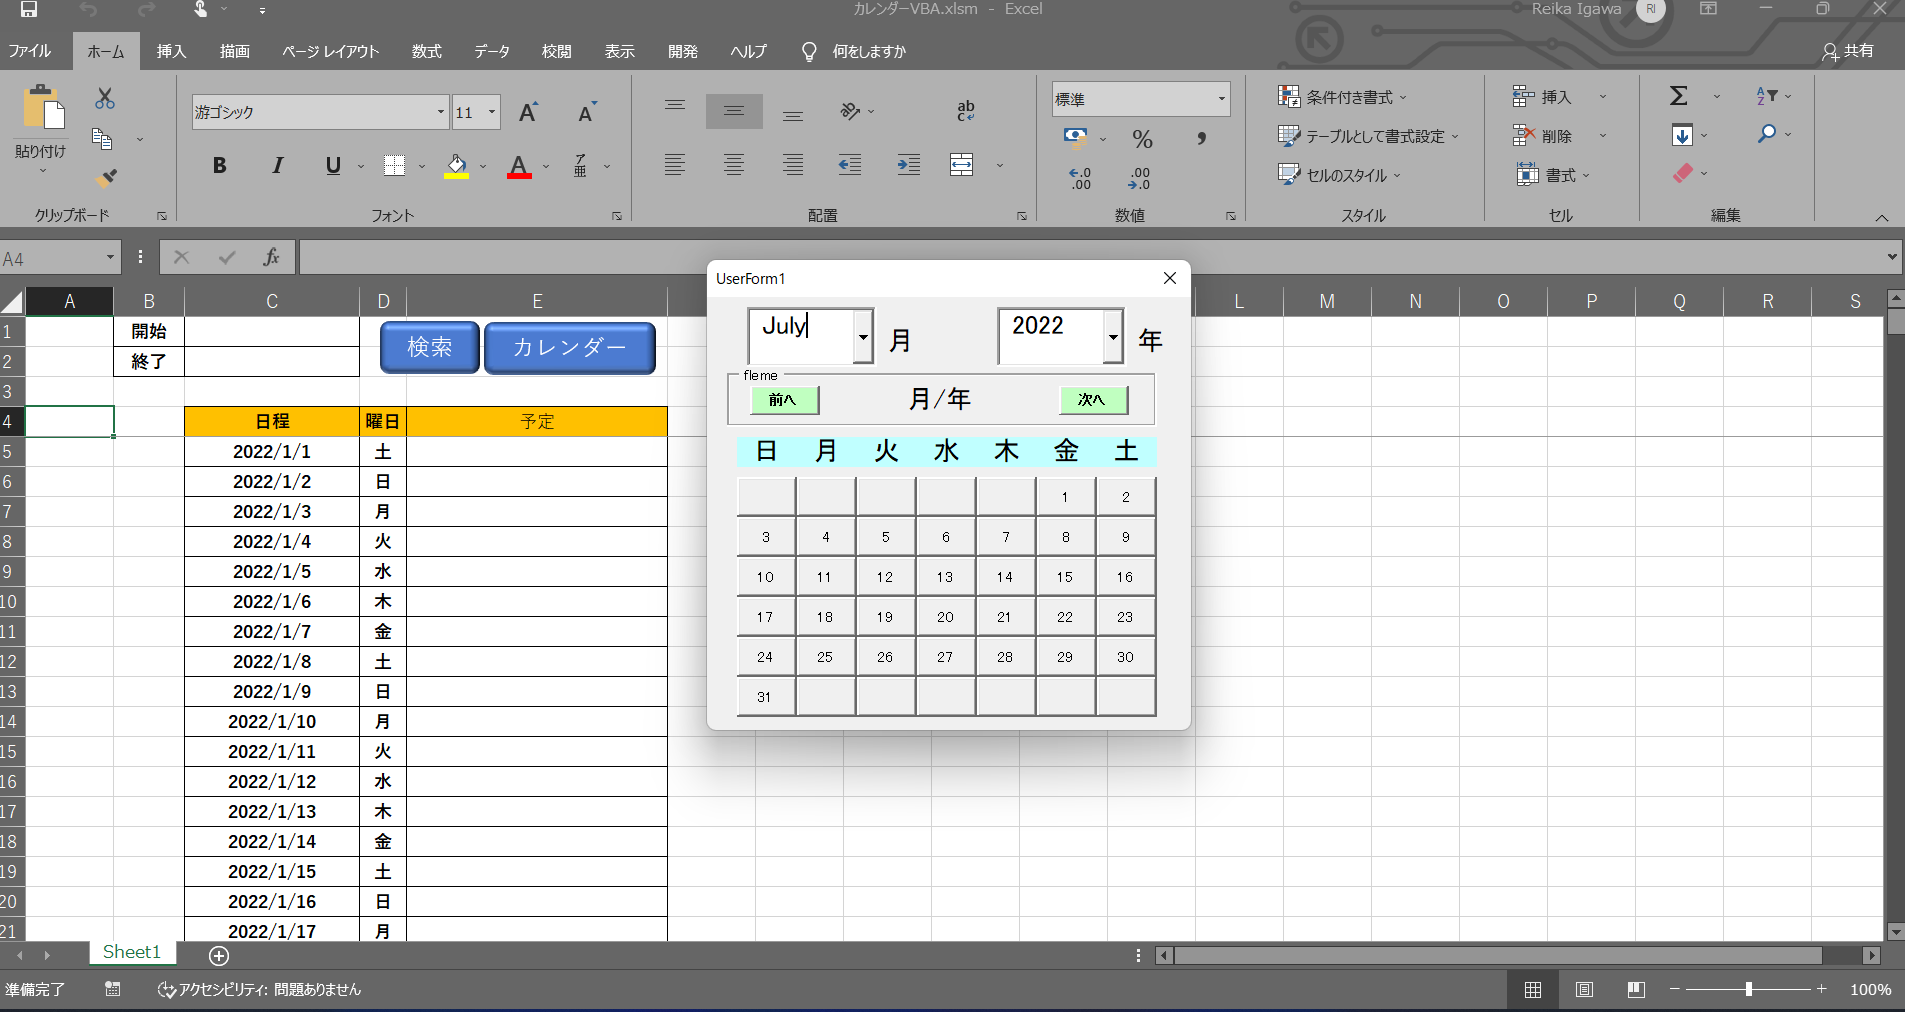 カレンダーVBA.xlsm - Excel
Reika Igawa RI
ファイル ホーム 挿入 描画 ページ レイアウト 数式 データ 校閲 表示 開発 ヘルプ 何をしますか 共有
貼り付け
クリップボード
游ゴシック 11 A A
B I U A ア亜
フォント
ab
c
配置
標準
% ,
←.0 .00
.00 →.0
数値
条件付き書式
テーブルとして書式設定
セルのスタイル
スタイル
挿入
削除
書式
セル
Σ AZ
編集
A4 fx
A B C D E L M N O P Q R S
1 開始 検索 カレンダー
2 終了
3
4 日程 曜日 予定
5 2022/1/1 土
6 2022/1/2 日
7 2022/1/3 月
8 2022/1/4 火
9 2022/1/5 水
10 2022/1/6 木
11 2022/1/7 金
12 2022/1/8 土
13 2022/1/9 日
14 2022/1/10 月
15 2022/1/11 火
16 2022/1/12 水
17 2022/1/13 木
18 2022/1/14 金
19 2022/1/15 土
20 2022/1/16 日
21 2022/1/17 月
UserForm1
July 月 2022 年
fleme
前へ 月/年 次へ
日 月 火 水 木 金 土
1 2
3 4 5 6 7 8 9
10 11 12 13 14 15 16
17 18 19 20 21 22 23
24 25 26 27 28 29 30
31
Sheet1
準備完了 アクセシビリティ: 問題ありません 100%